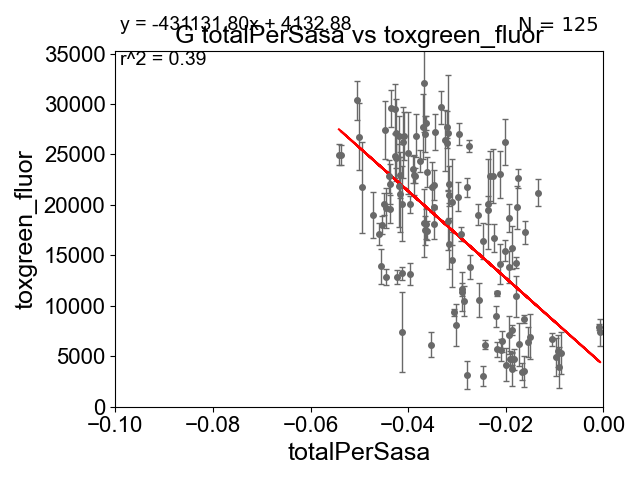 y = -431131.80x + 4132.88
N = 125
G totalPerSasa vs toxgreen_fluor
r^2 = 0.39
35000
30000
25000
20000
15000
10000
5000
0
toxgreen_fluor
−0.10 −0.08 −0.06 −0.04 −0.02 0.00
totalPerSasa